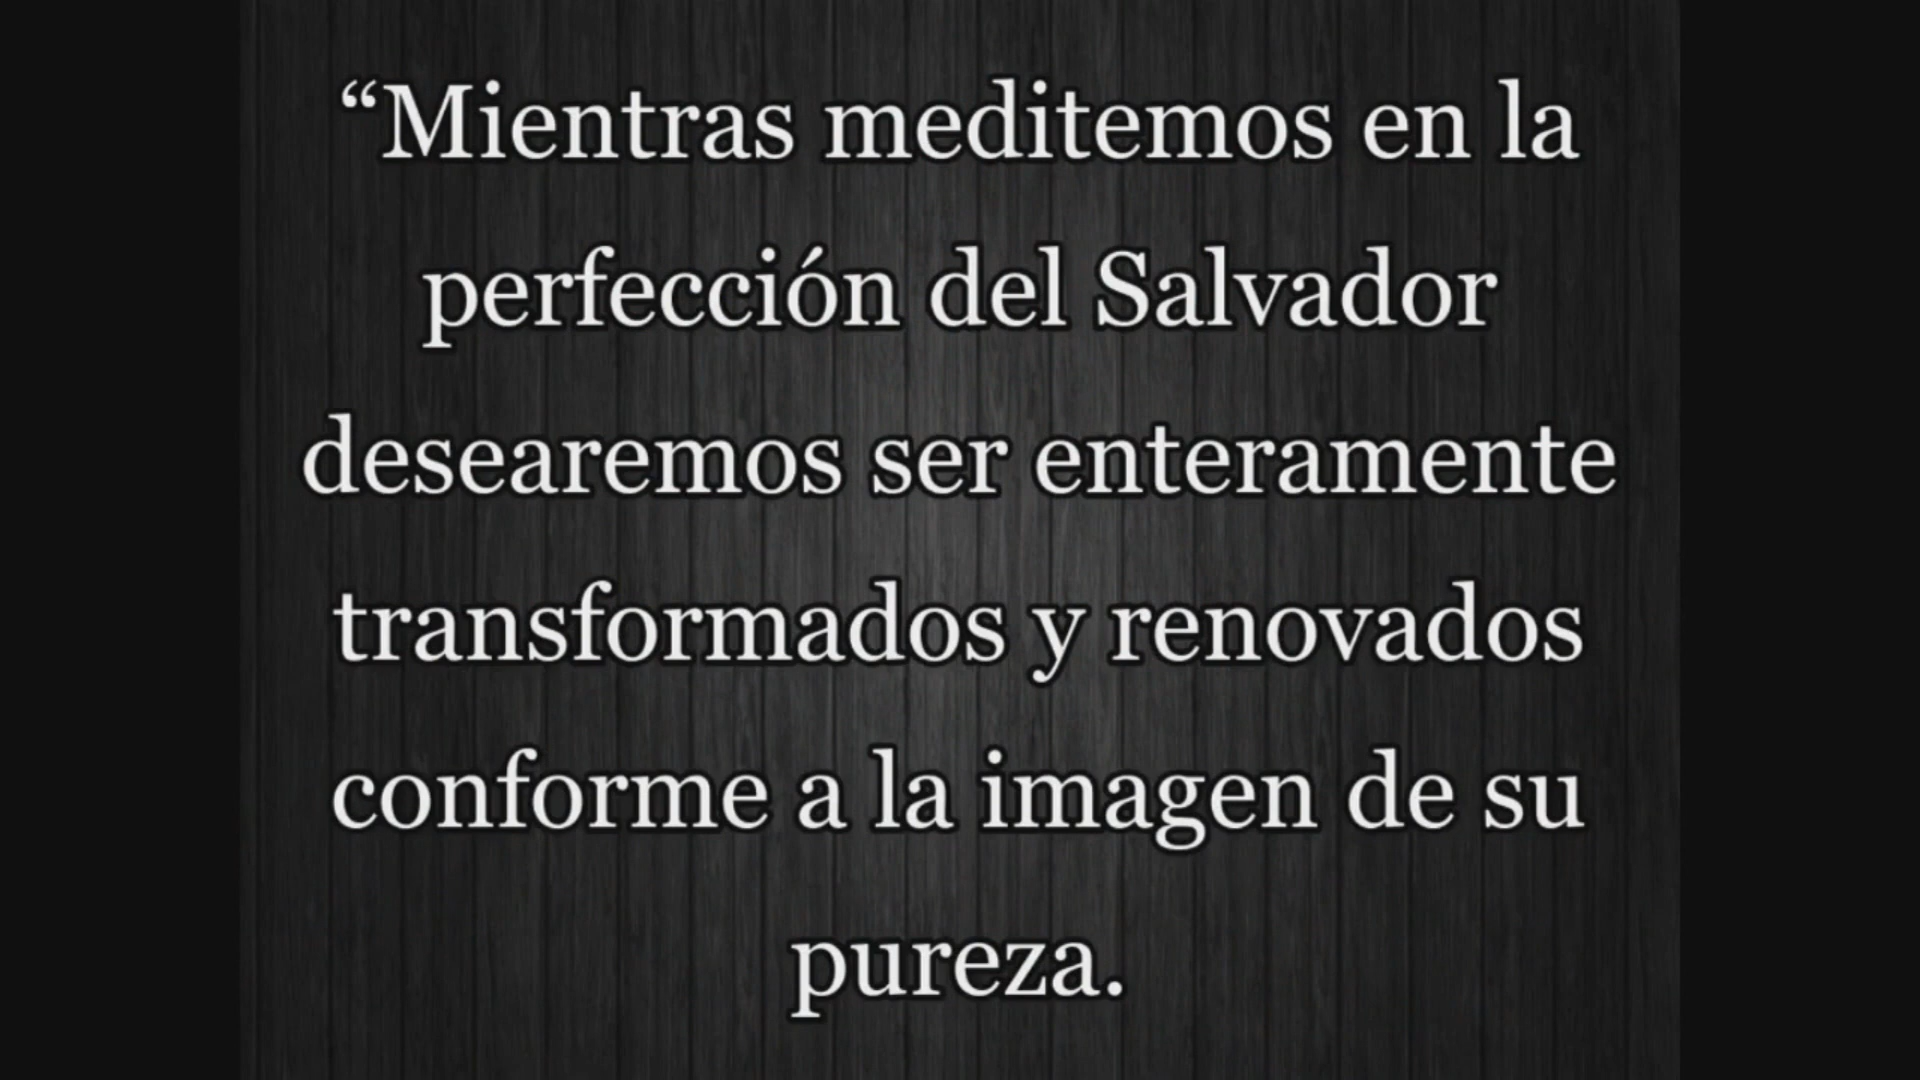 “Mientras meditemos en la
perfección del Salvador
desearemos ser enteramente
transformados y renovados
conforme a la imagen de su
pureza.